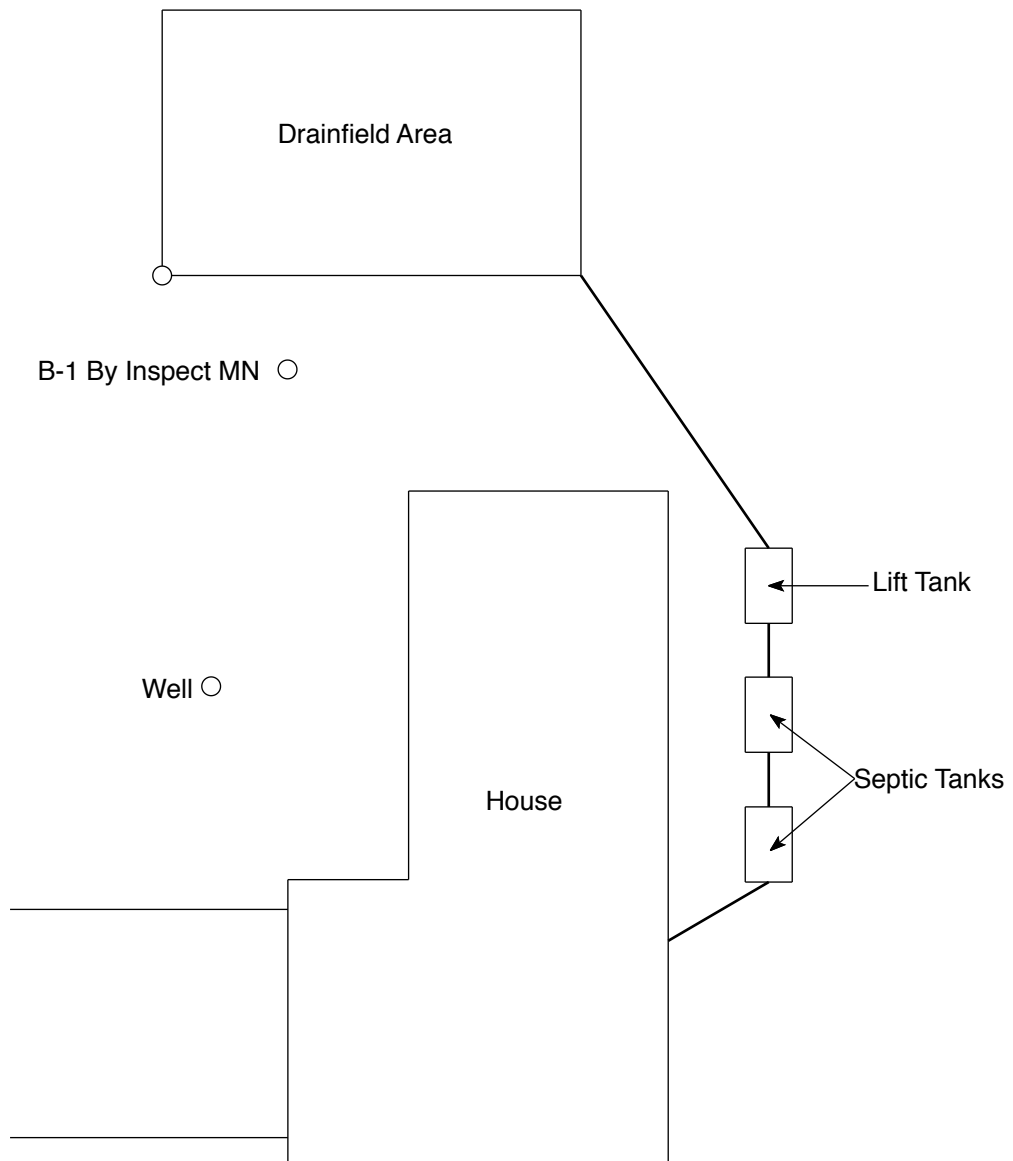 Drainfield Area
B-1 By Inspect MN
Lift Tank
Well
Septic Tanks
House